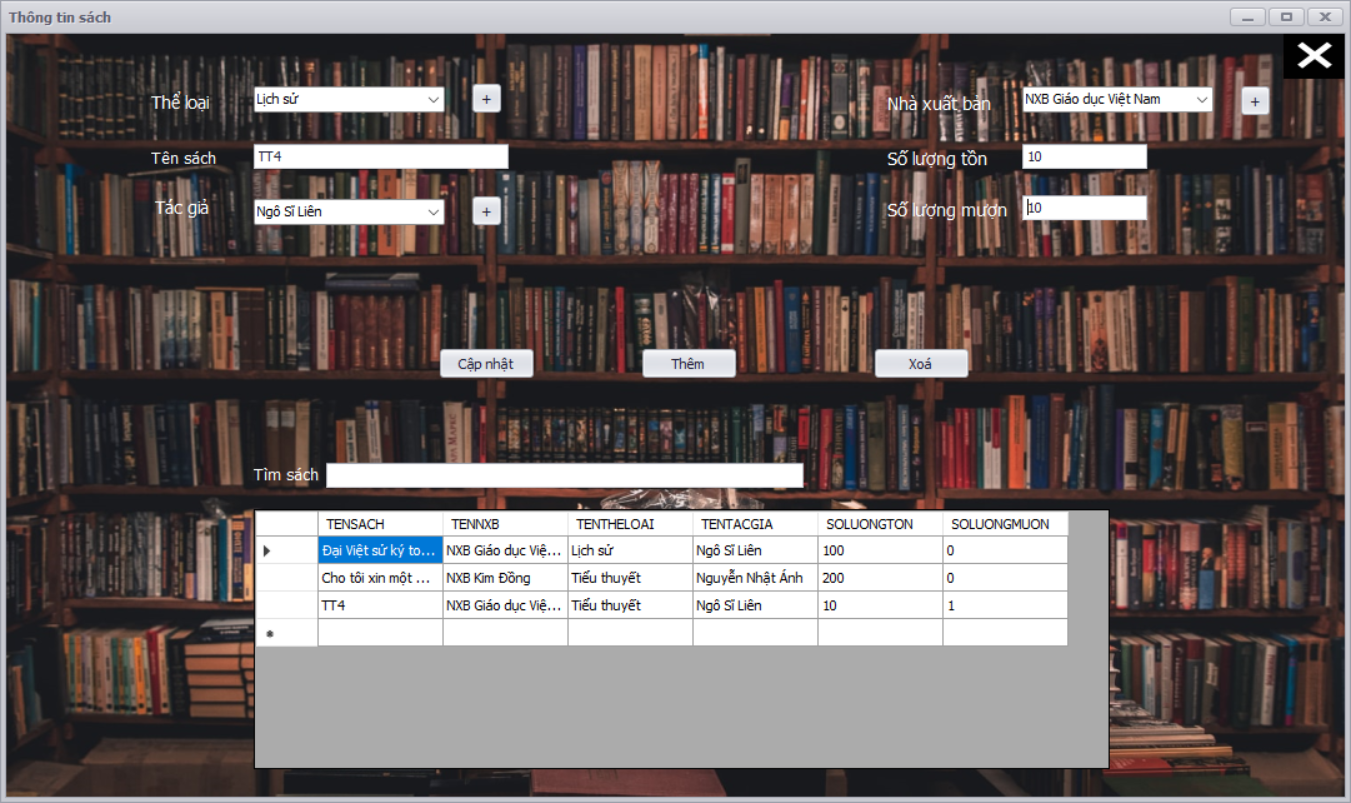 Thông tin sách
Thể loại Lịch sử + Nhà xuất bản NXB Giáo dục Việt Nam +
Tên sách TT4 Số lượng tồn 10
Tác giả Ngô Sĩ Liên + Số lượng mượn 10
Cập nhật Thêm Xoá
Tìm sách
TENSACH TENNXB TENTHELOAI TENTACGIA SOLUONGTON SOLUONGMUON
Đại Việt sử ký to... NXB Giáo dục Việ... Lịch sử Ngô Sĩ Liên 100 0
Cho tôi xin một ... NXB Kim Đồng Tiểu thuyết Nguyễn Nhật Ánh 200 0
TT4 NXB Giáo dục Việ... Tiểu thuyết Ngô Sĩ Liên 10 1